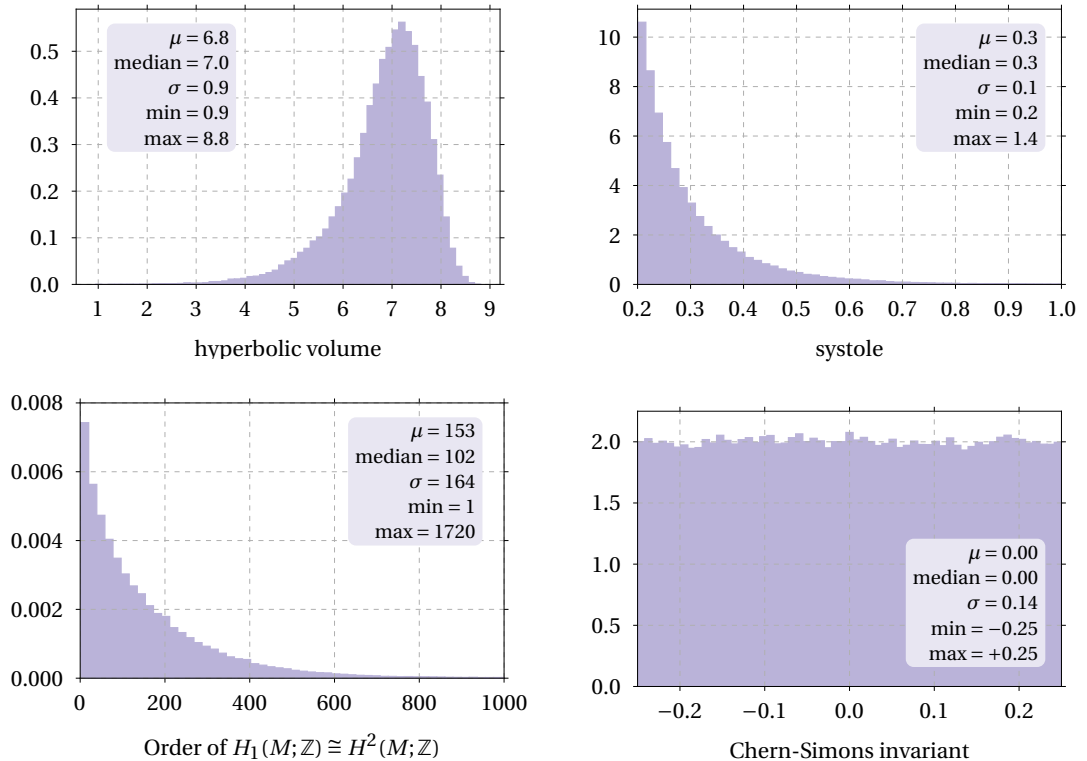 μ = 6.8
median = 7.0
σ = 0.9
min = 0.9
max = 8.8
0.5
0.4
0.3
0.2
0.1
0.0
1 2 3 4 5 6 7 8 9
hyperbolic volume
μ = 0.3
median = 0.3
σ = 0.1
min = 0.2
max = 1.4
10
8
6
4
2
0
0.2 0.3 0.4 0.5 0.6 0.7 0.8 0.9 1.0
systole
μ = 153
median = 102
σ = 164
min = 1
max = 1720
0.008
0.006
0.004
0.002
0.000
0 200 400 600 800 1000
Order of H₁(M;ℤ) ≅ H²(M;ℤ)
2.0
1.5
1.0
0.5
0.0
μ = 0.00
median = 0.00
σ = 0.14
min = −0.25
max = +0.25
−0.2 −0.1 0.0 0.1 0.2
Chern-Simons invariant